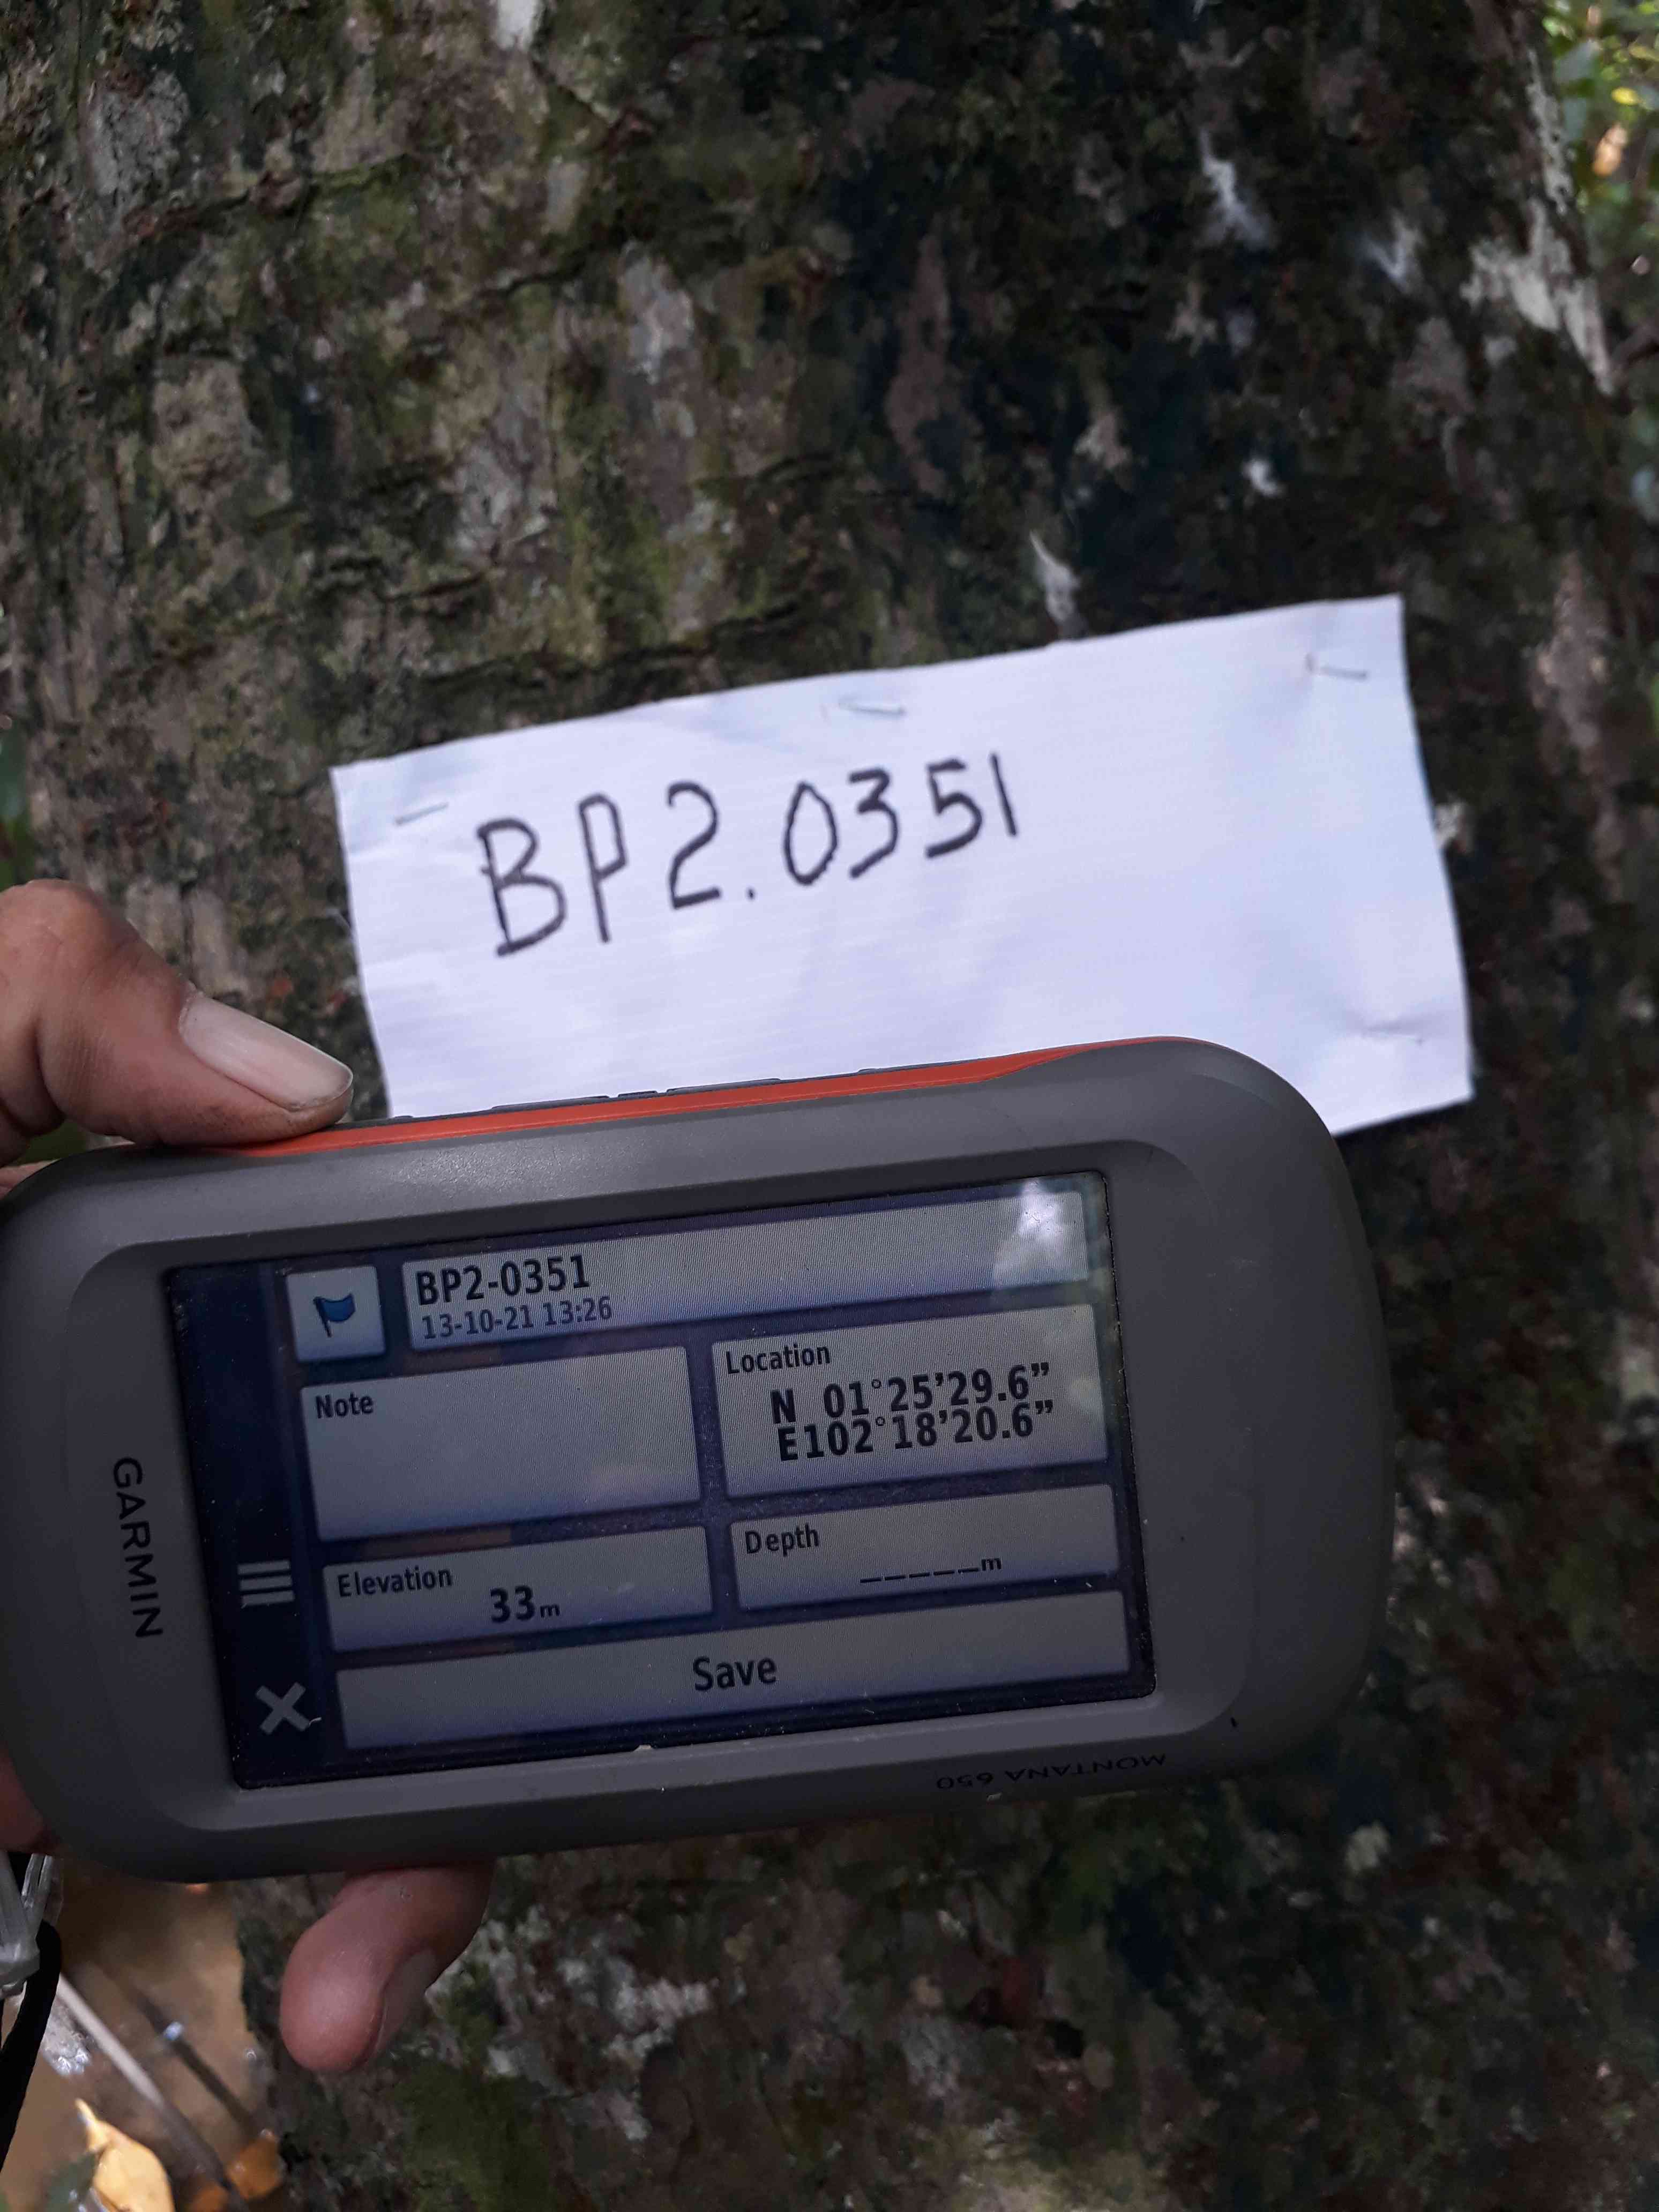 BP2.0351
BP2-0351
13-10-21 13:26
Note
Location
N 01°25'29.6"
E102°18'20.6"
Elevation
33m
Depth
_____m
Save
GARMIN
MONTANA 650